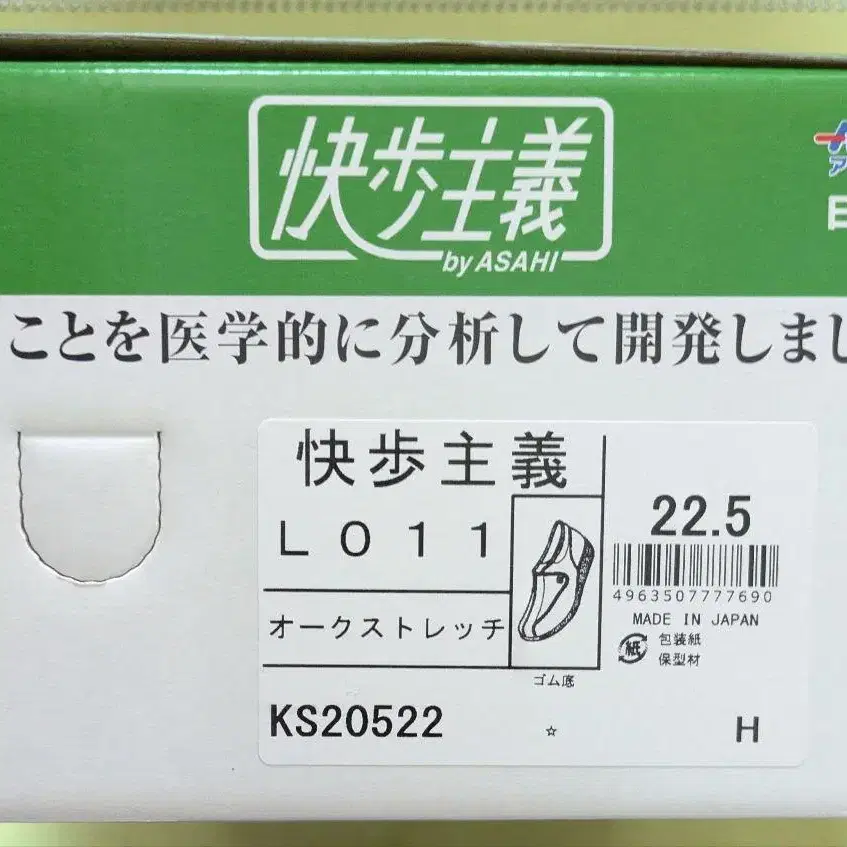 快歩主義
by ASAHI
ことを医学的に分析して開発しまし
快歩主義
Ｌ０１１
オークストレッチ
ゴム底
KS20522
☆
22.5
4963507777690
MADE IN JAPAN
紙
包装紙
保型材
H